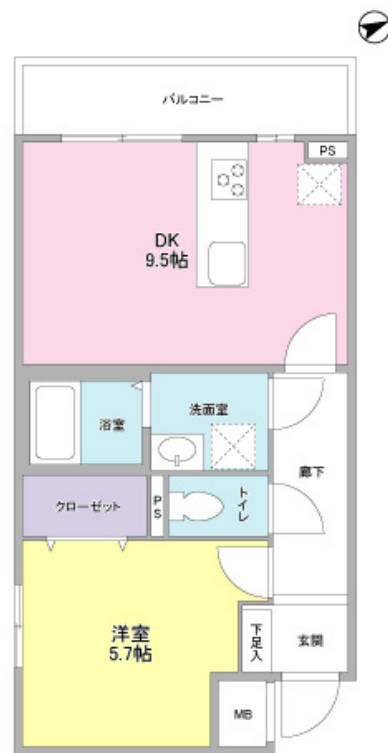 バルコニー
PS
DK
9.5帖
浴室
洗面室
廊下
クローゼット
PS
トイレ
洋室
5.7帖
下足入
玄関
MB